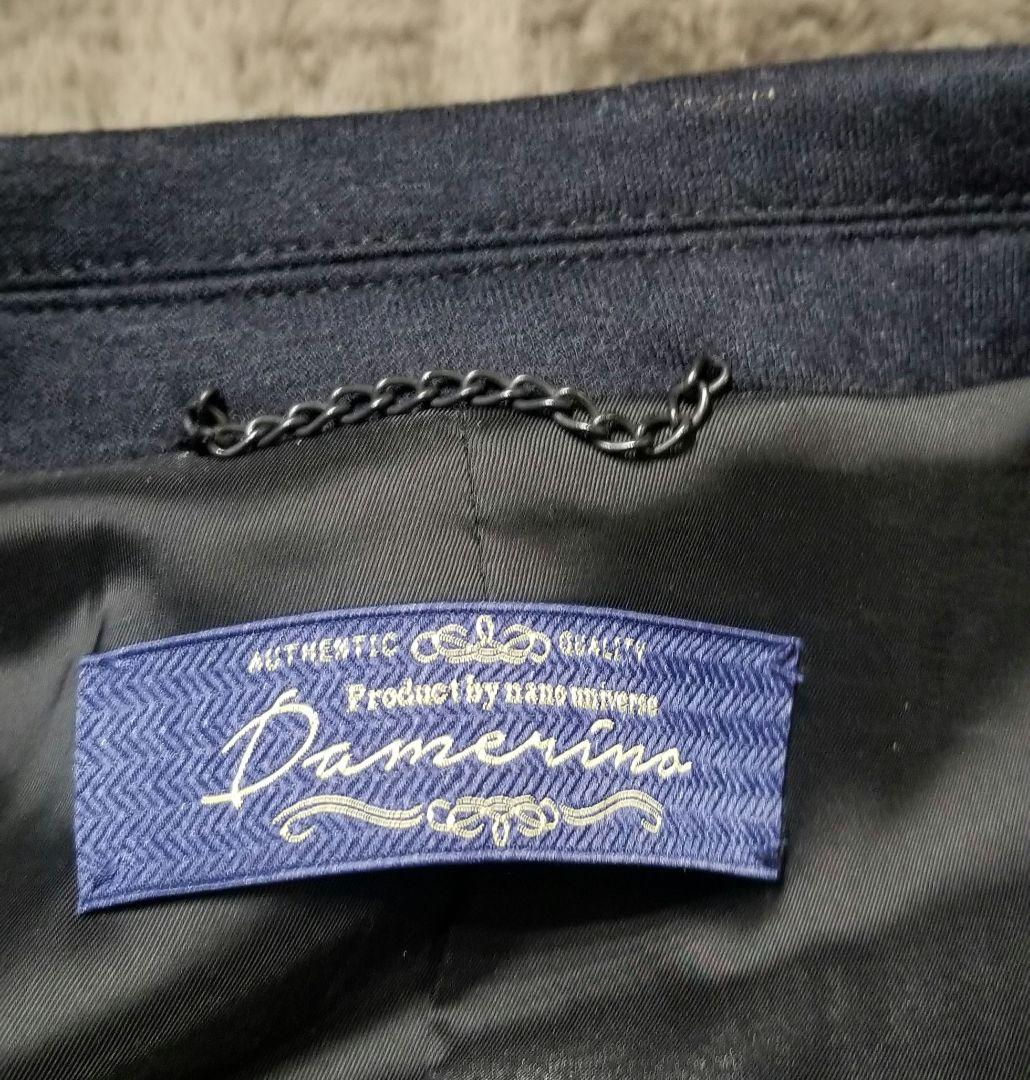 AUTHENTIC QUALITY
Product by nano universe
Damerino